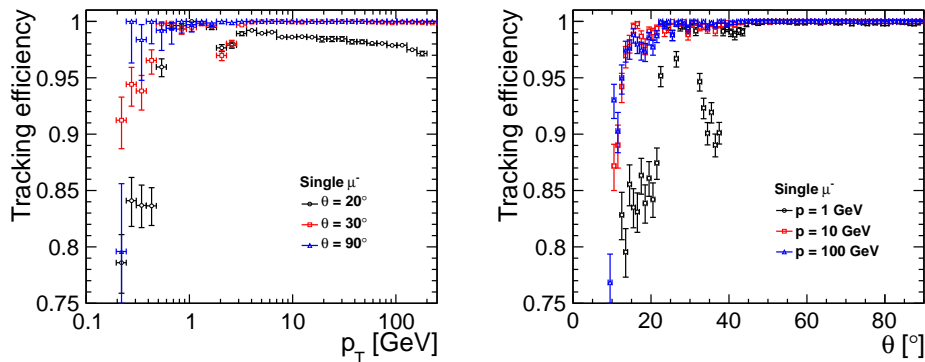 Tracking efficiency
1
0.95
0.9
0.85
0.8
0.75
Single μ⁻
θ = 20°
θ = 30°
θ = 90°
0.1
1
10
100
p_T [GeV]
Tracking efficiency
1
0.95
0.9
0.85
0.8
0.75
Single μ⁻
p = 1 GeV
p = 10 GeV
p = 100 GeV
0
20
40
60
80
θ [°]